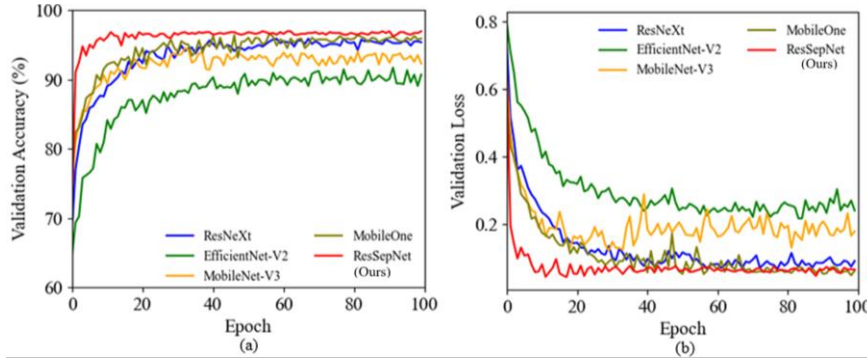 100
90
80
70
60
Validation Accuracy (%)
ResNeXt
EfficientNet-V2
MobileNet-V3
MobileOne
ResSepNet
(Ours)
0 20 40 60 80 100
Epoch
(a)
0.8
0.6
0.4
0.2
Validation Loss
ResNeXt
EfficientNet-V2
MobileNet-V3
MobileOne
ResSepNet
(Ours)
0 20 40 60 80 100
Epoch
(b)